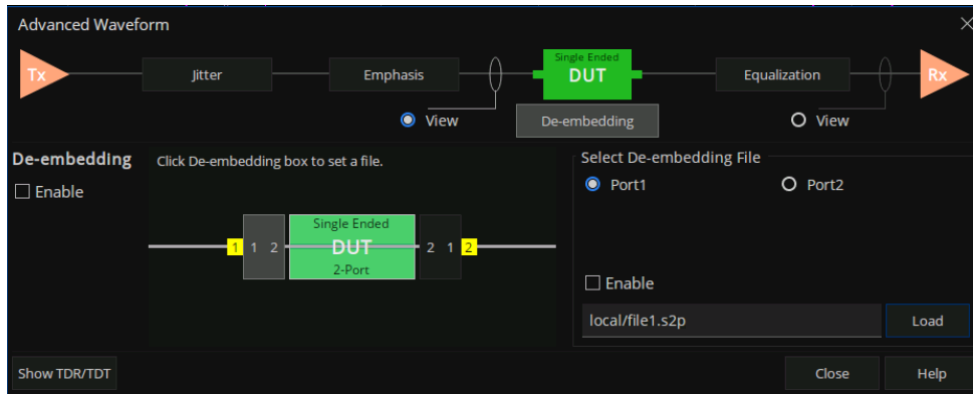 Advanced Waveform
Tx
Jitter
Emphasis
Single Ended
DUT
Equalization
Rx
View
De-embedding
View
De-embedding
Click De-embedding box to set a file.
Select De-embedding File
Enable
Port1
Port2
Single Ended
1 1 2 DUT 2 1 2
2-Port
Enable
local/file1.s2p
Load
Show TDR/TDT
Close
Help